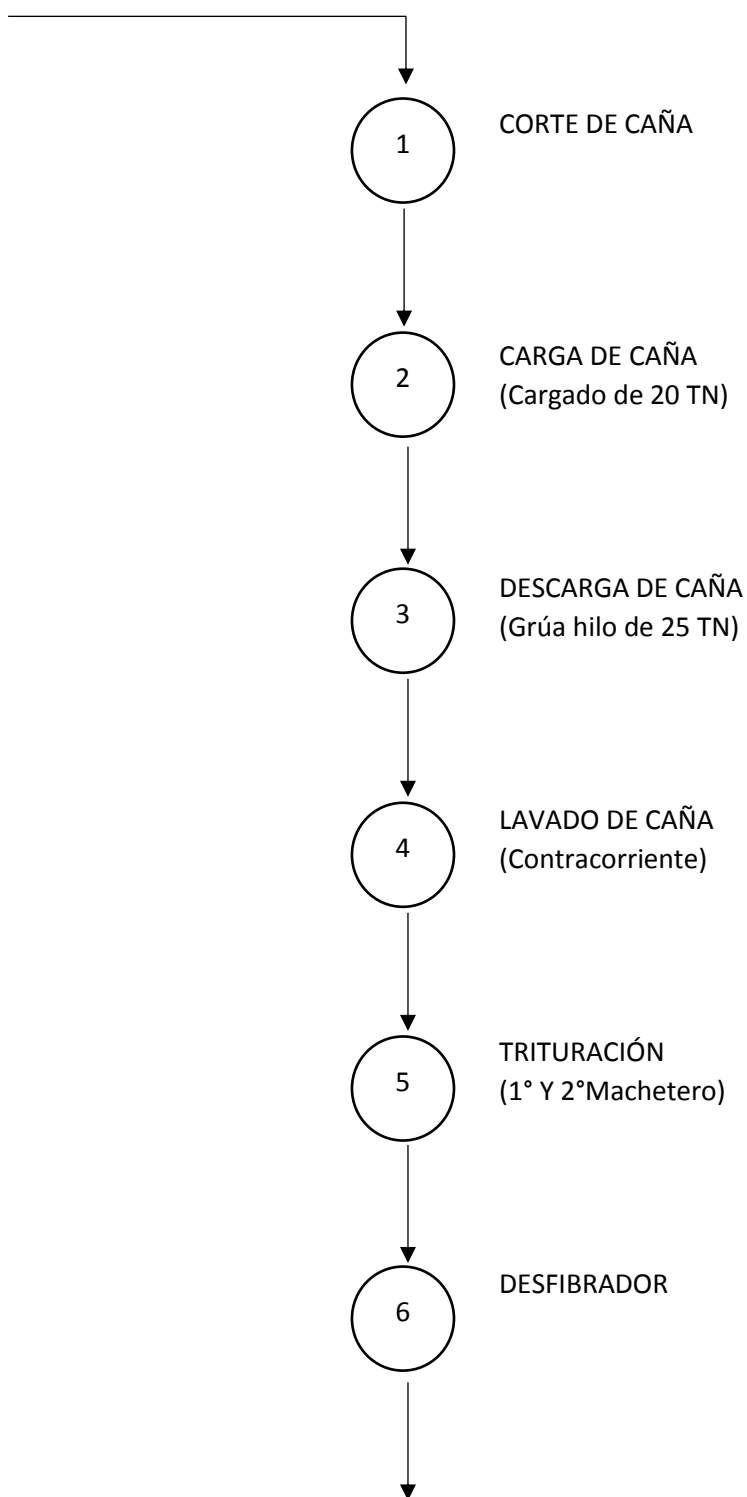 1
CORTE DE CAÑA
2
CARGA DE CAÑA
(Cargado de 20 TN)
3
DESCARGA DE CAÑA
(Grúa hilo de 25 TN)
4
LAVADO DE CAÑA
(Contracorriente)
5
TRITURACIÓN
(1° Y 2°Machetero)
6
DESFIBRADOR